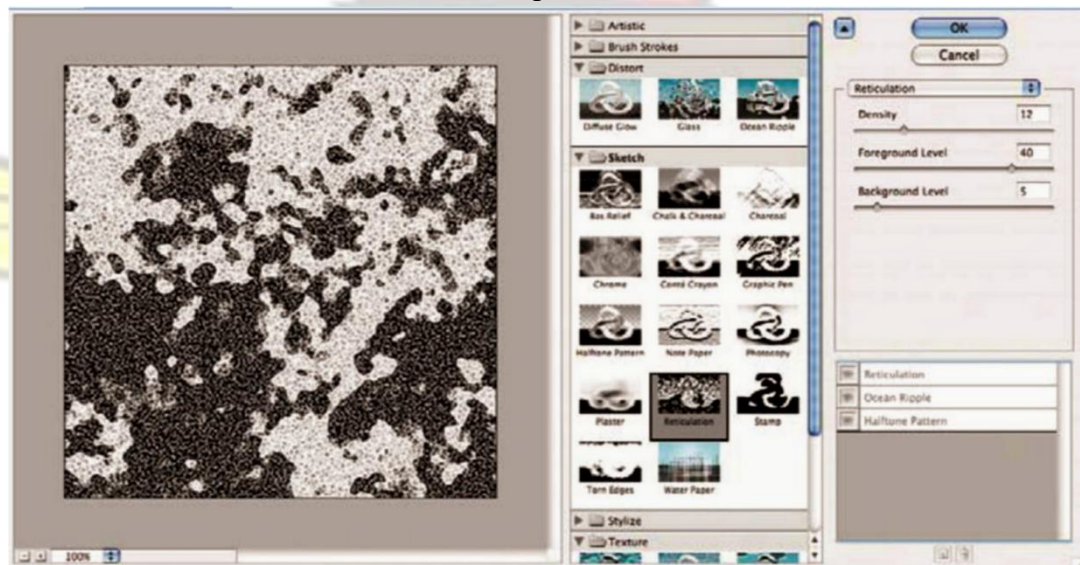 Artistic
Brush Strokes
Distort
Diffuse Glow Glass Ocean Ripple
Sketch
Bas Relief Chalk & Charcoal Charcoal
Chrome Conté Crayon Graphic Pen
Halftone Pattern Note Paper Photocopy
Plaster Reticulation Stamp
Torn Edges Water Paper
Stylize
Texture
OK
Cancel
Reticulation
Density 12
Foreground Level 40
Background Level 5
Reticulation
Ocean Ripple
Halftone Pattern
100%